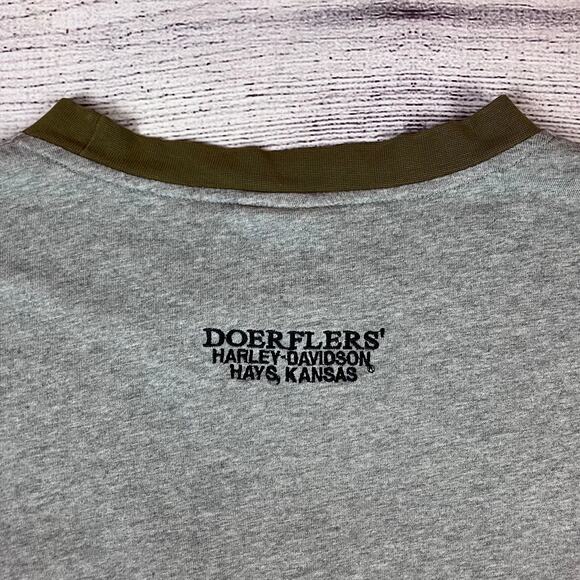 DOERFLERS'
HARLEY-DAVIDSON®
HAYS, KANSAS